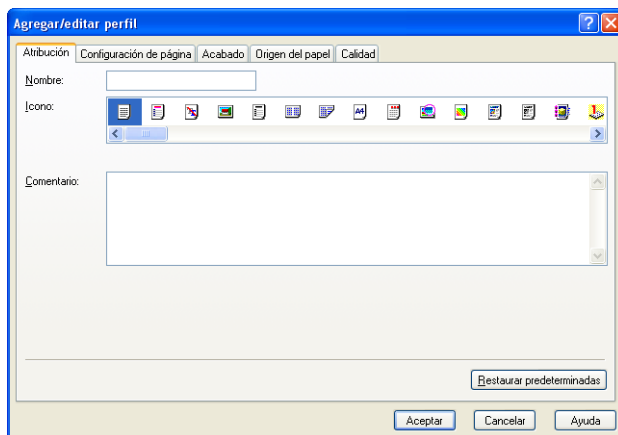 Agregar/editar perfil
Atribución Configuración de página Acabado Origen del papel Calidad
Nombre:
Icono:
Comentario:
Restaurar predeterminadas
Aceptar Cancelar Ayuda